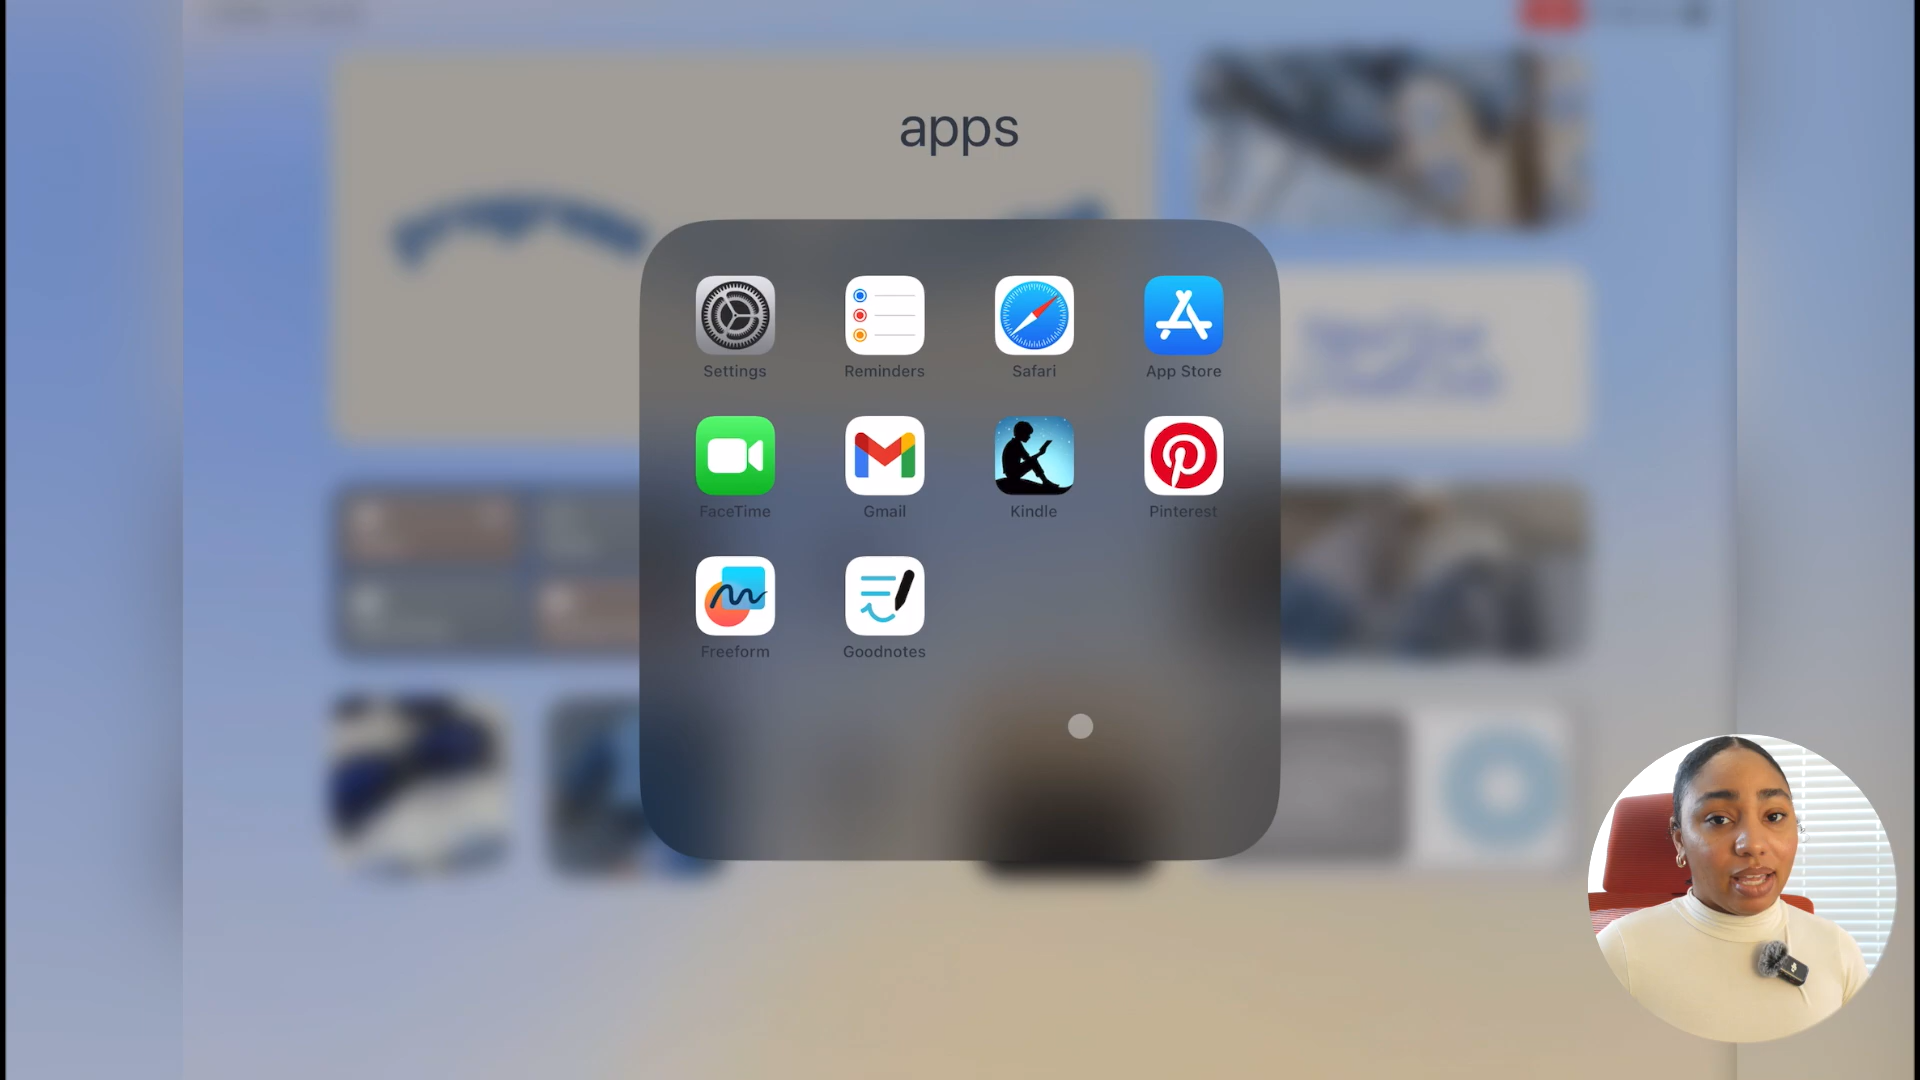 apps
Settings
Reminders
Safari
App Store
FaceTime
Gmail
Kindle
Pinterest
Freeform
Goodnotes